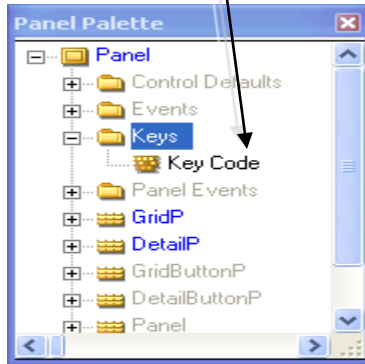 Panel Palette
Panel
Control Defaults
Events
Keys
Key Code
Panel Events
GridP
DetailP
GridButtonP
DetailButtonP
Panel